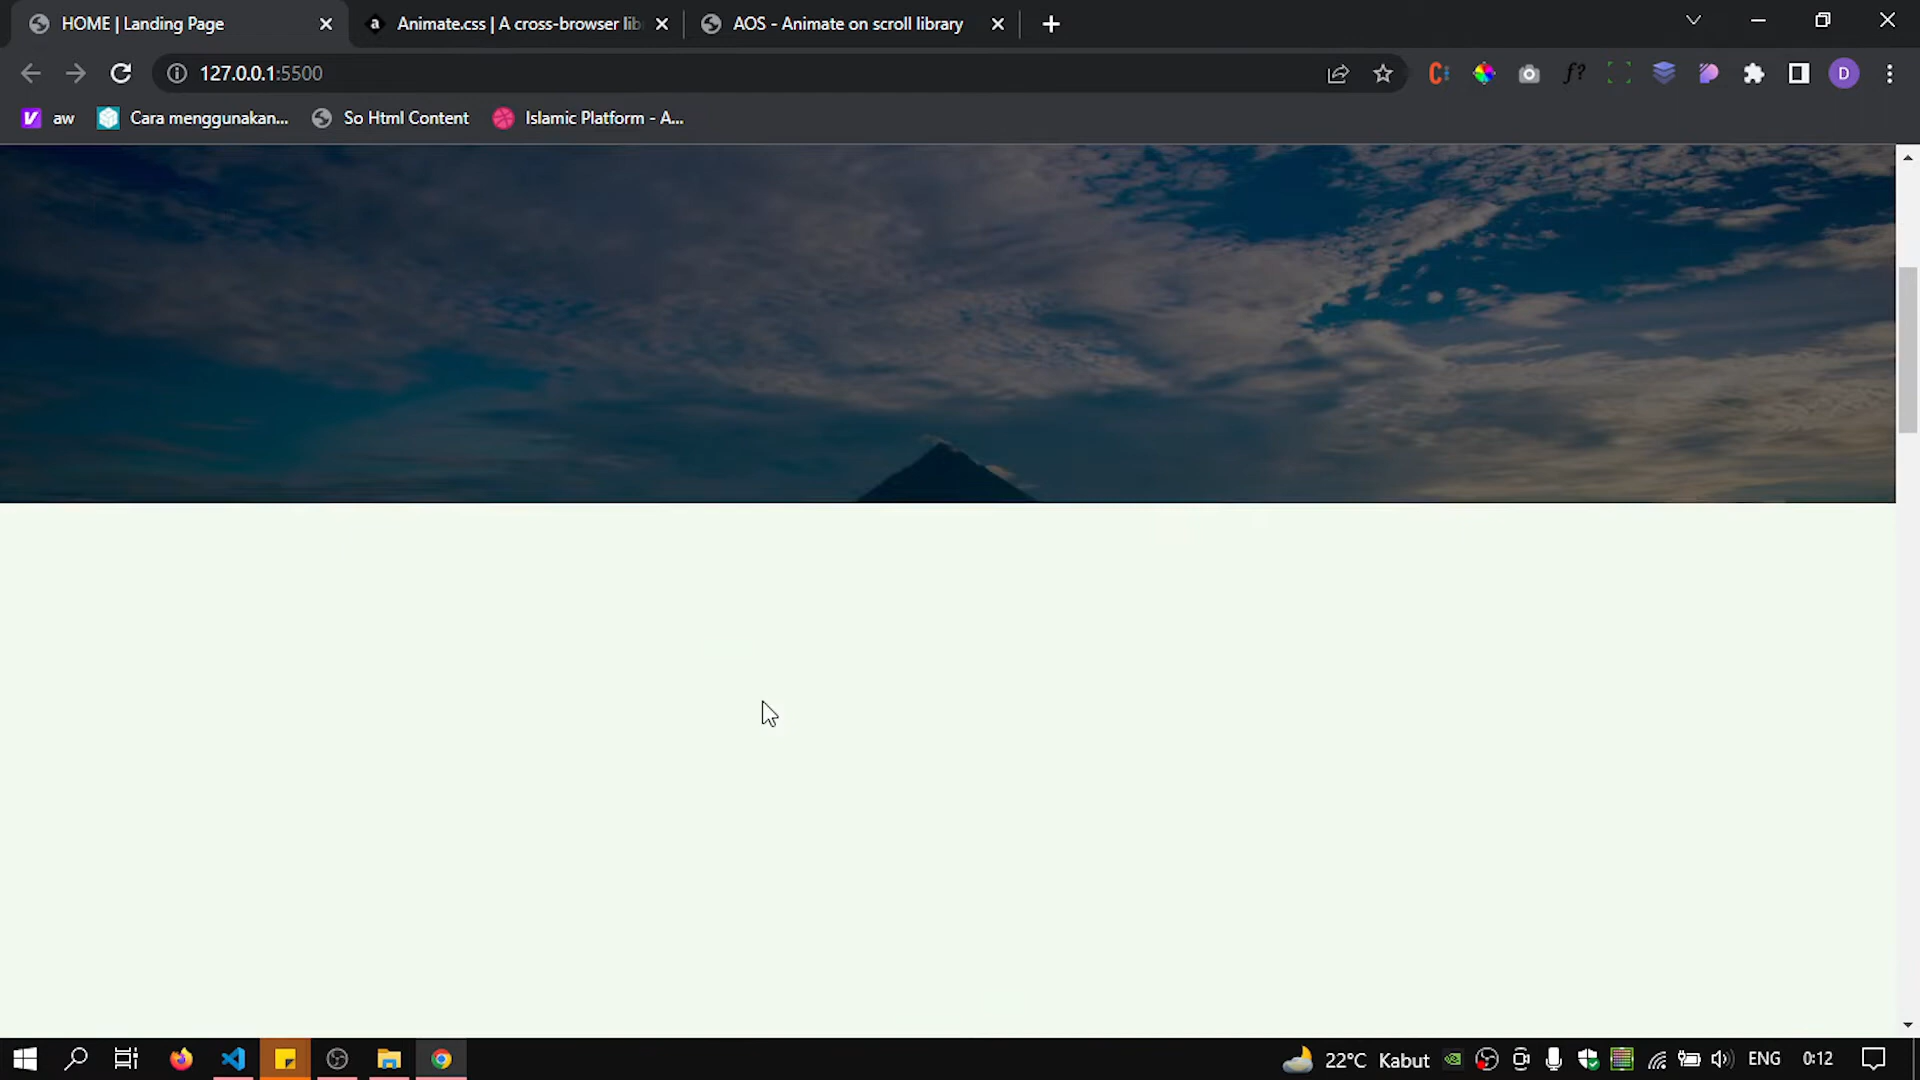 HOME | Landing Page
Animate.css | A cross-browser lib
AOS - Animate on scroll library
127.0.0.1:5500
aw
Cara menggunakan...
So Html Content
Islamic Platform - A...
22°C Kabut
ENG
0:12